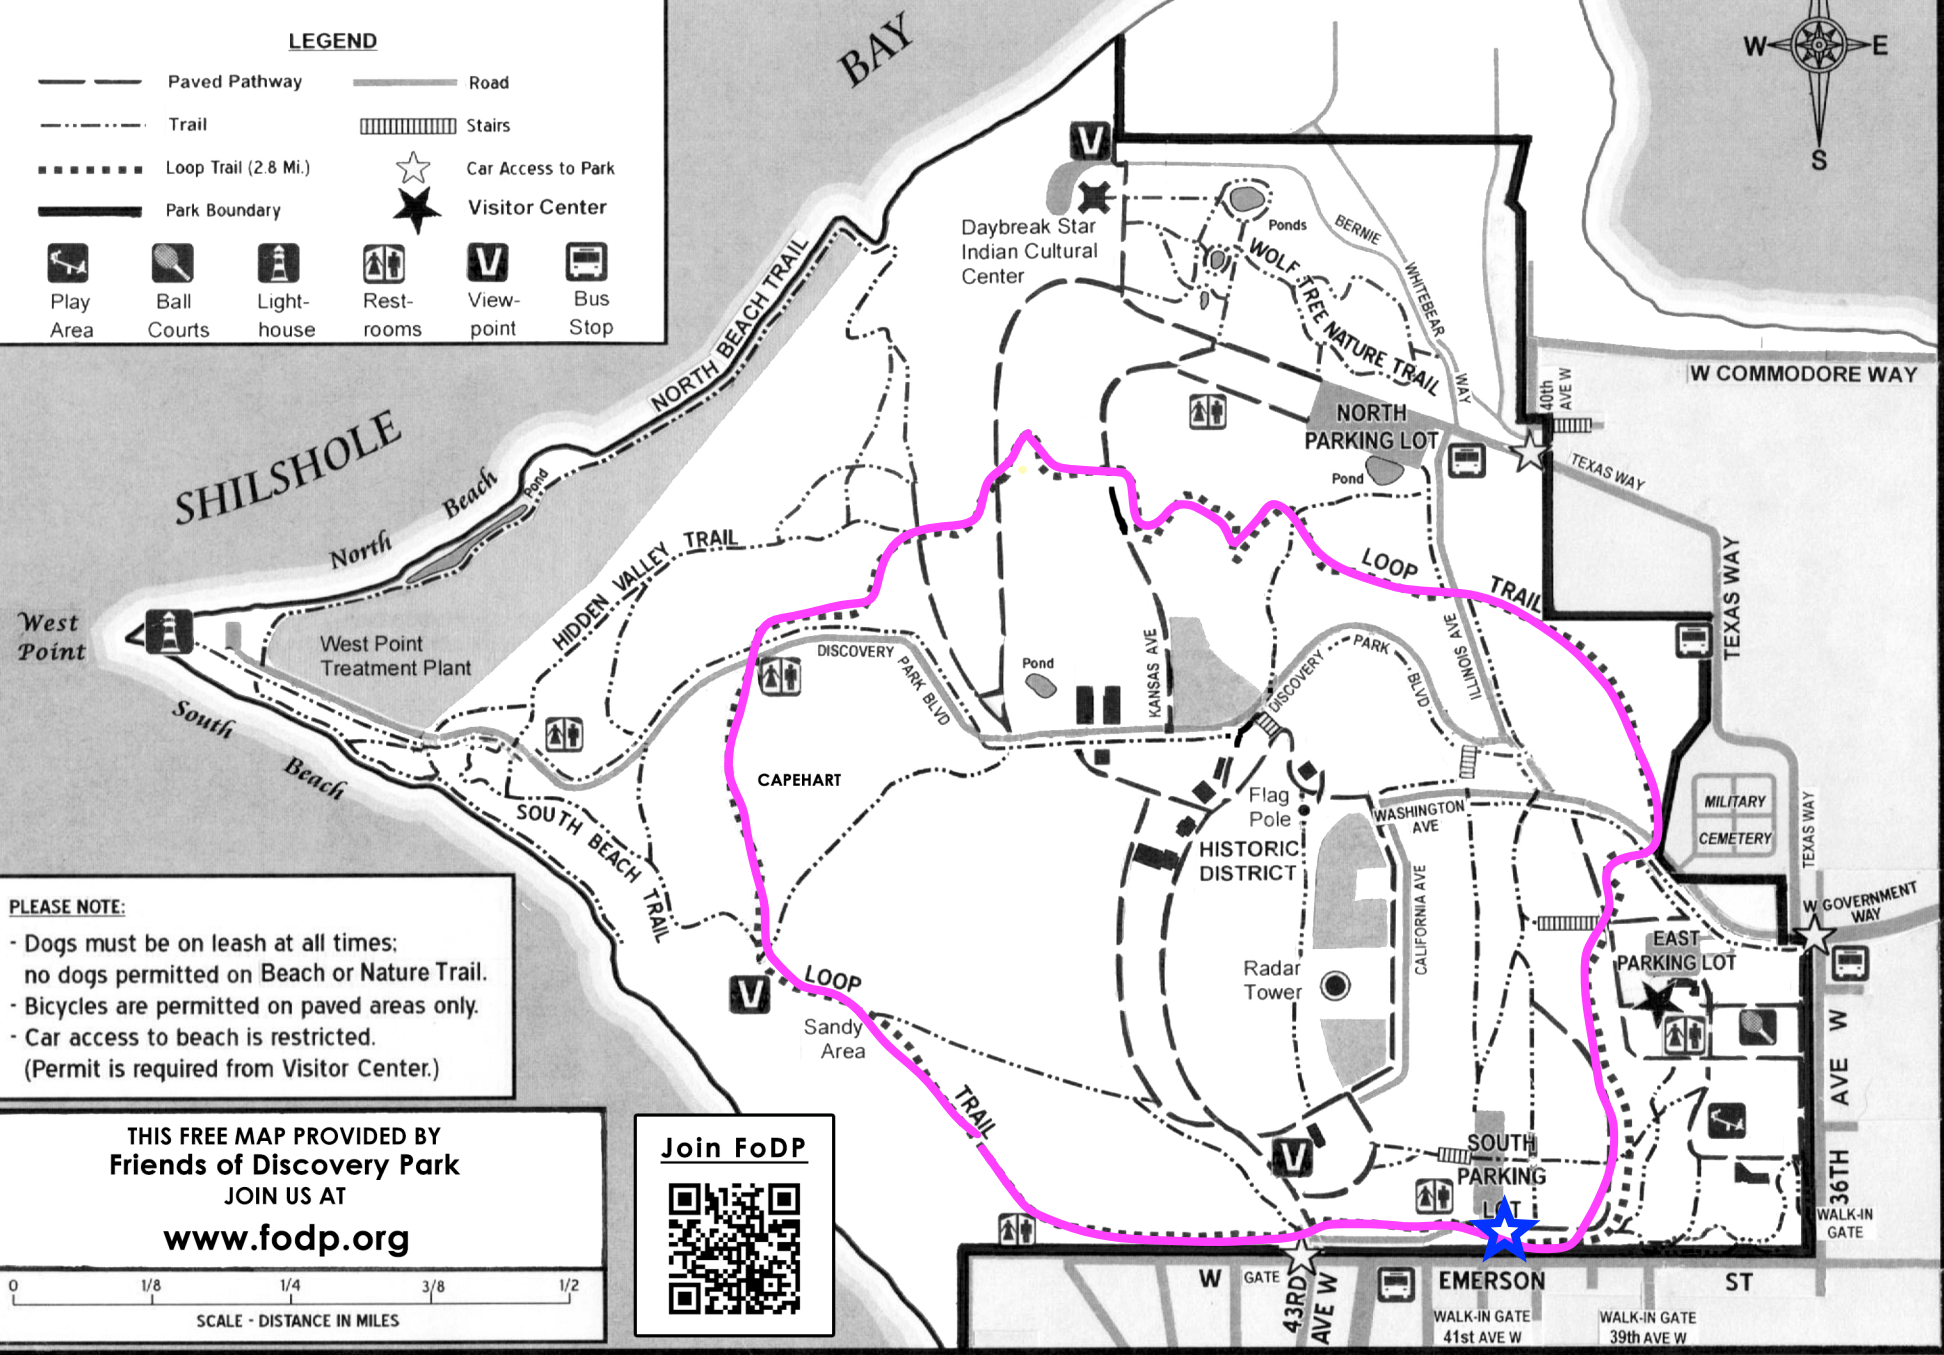 LEGEND
Paved Pathway
Road
Trail
Stairs
Loop Trail (2.8 Mi.)
Car Access to Park
Park Boundary
Visitor Center
Play
Area
Ball
Courts
Light-
house
Rest-
rooms
V
View-
point
Bus
Stop
BAY
W
E
S
V
Daybreak Star
Indian Cultural
Center
Ponds
BERNIE
WHITEBEAR
WAY
WOLF TREE NATURE TRAIL
NORTH BEACH TRAIL
W COMMODORE WAY
40th
AVE W
NORTH
PARKING LOT
TEXAS WAY
Pond
SHILSHOLE
North
Beach
Pond
HIDDEN VALLEY TRAIL
LOOP
TRAIL
TEXAS WAY
West
Point
West Point
Treatment Plant
DISCOVERY
PARK BLVD
Pond
KANSAS AVE
DISCOVERY
PARK
BLVD
ILLINOIS AVE
South
Beach
CAPEHART
SOUTH BEACH TRAIL
Flag
Pole
WASHINGTON
AVE
HISTORIC
DISTRICT
MILITARY
CEMETERY
TEXAS WAY
CALIFORNIA AVE
W GOVERNMENT
WAY
EAST
PARKING LOT
PLEASE NOTE:
- Dogs must be on leash at all times;
no dogs permitted on Beach or Nature Trail.
- Bicycles are permitted on paved areas only.
- Car access to beach is restricted.
(Permit is required from Visitor Center.)
V
LOOP
Sandy
Area
TRAIL
Radar
Tower
36TH AVE W
WALK-IN
GATE
V
SOUTH
PARKING
LOT
THIS FREE MAP PROVIDED BY
Friends of Discovery Park
JOIN US AT
www.fodp.org
0 1/8 1/4 3/8 1/2
SCALE - DISTANCE IN MILES
Join FoDP
W
GATE
43RD
AVE W
EMERSON
ST
WALK-IN GATE
41st AVE W
WALK-IN GATE
39th AVE W